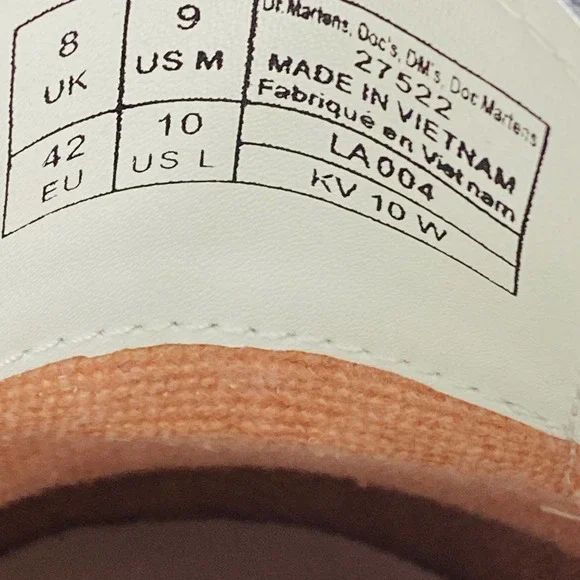 8
UK
9
US M
42
EU
10
US L
Dr. Martens, Doc's, DM's, Doc Martens
27522
MADE IN VIETNAM
Fabriqué en Vietnam
LA004
KV 10 W